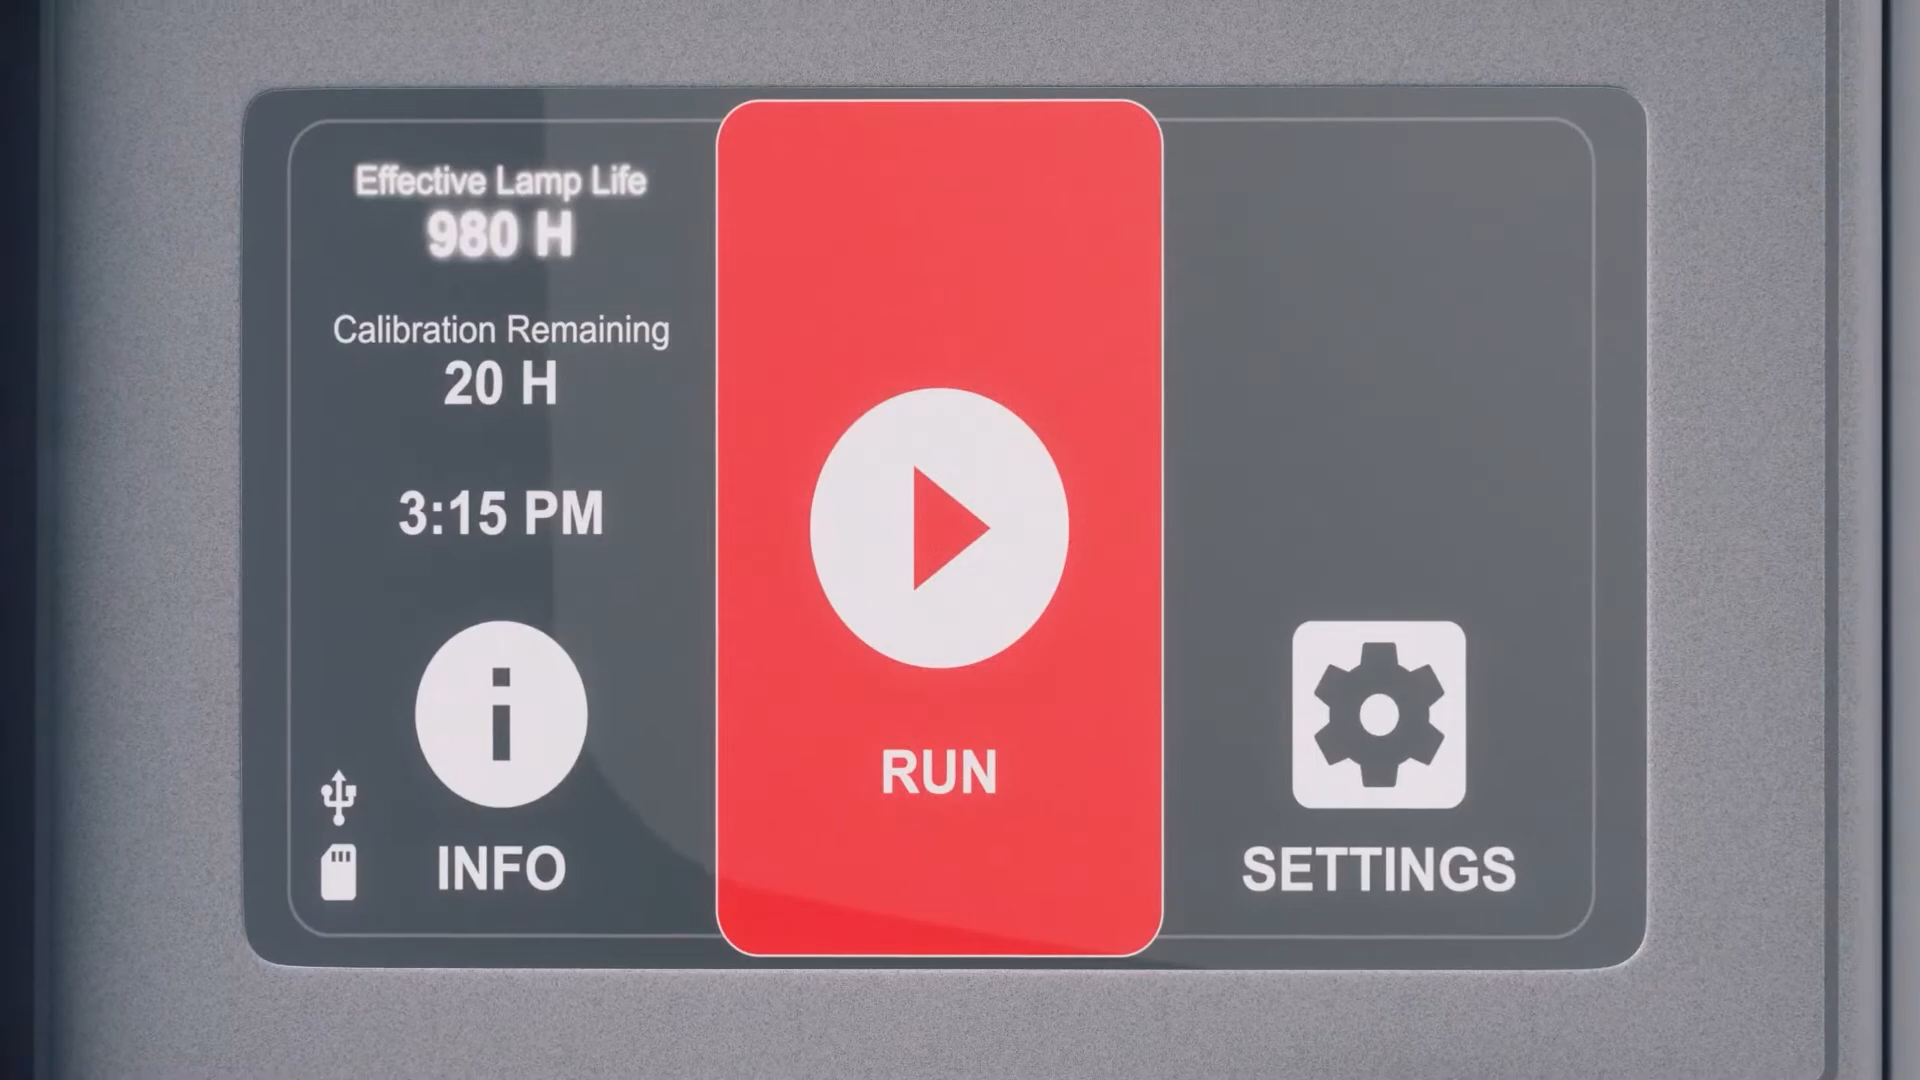 Effective Lamp Life
980 H
Calibration Remaining
20 H
3:15 PM
INFO
RUN
SETTINGS